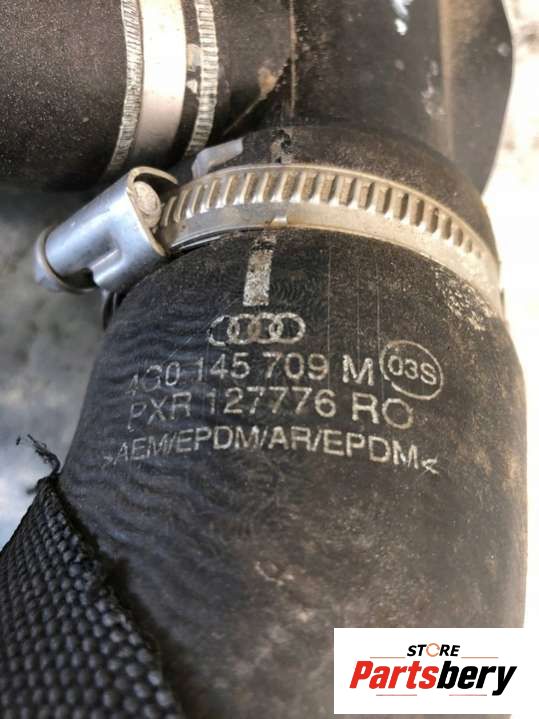 4G0 145 709 M 03S
PXR 127776 RO
>AEM/EPDM/AR/EPDM<
STORE
Partsbery